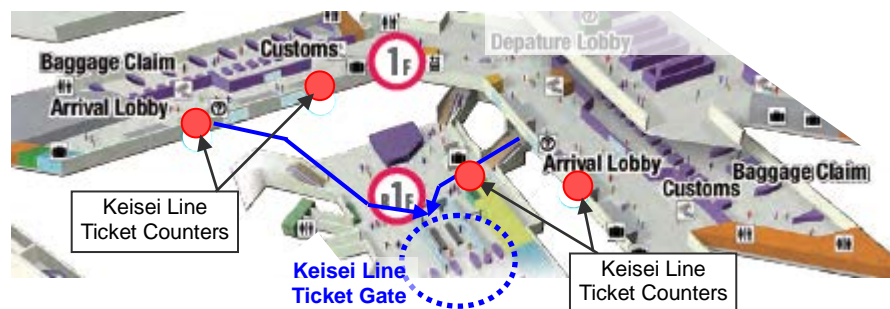 Depature Lobby
Customs
1F
Baggage Claim
Arrival Lobby
Arrival Lobby
Baggage Claim
Customs
B1F
Keisei Line
Ticket Counters
Keisei Line
Ticket Gate
Keisei Line
Ticket Counters